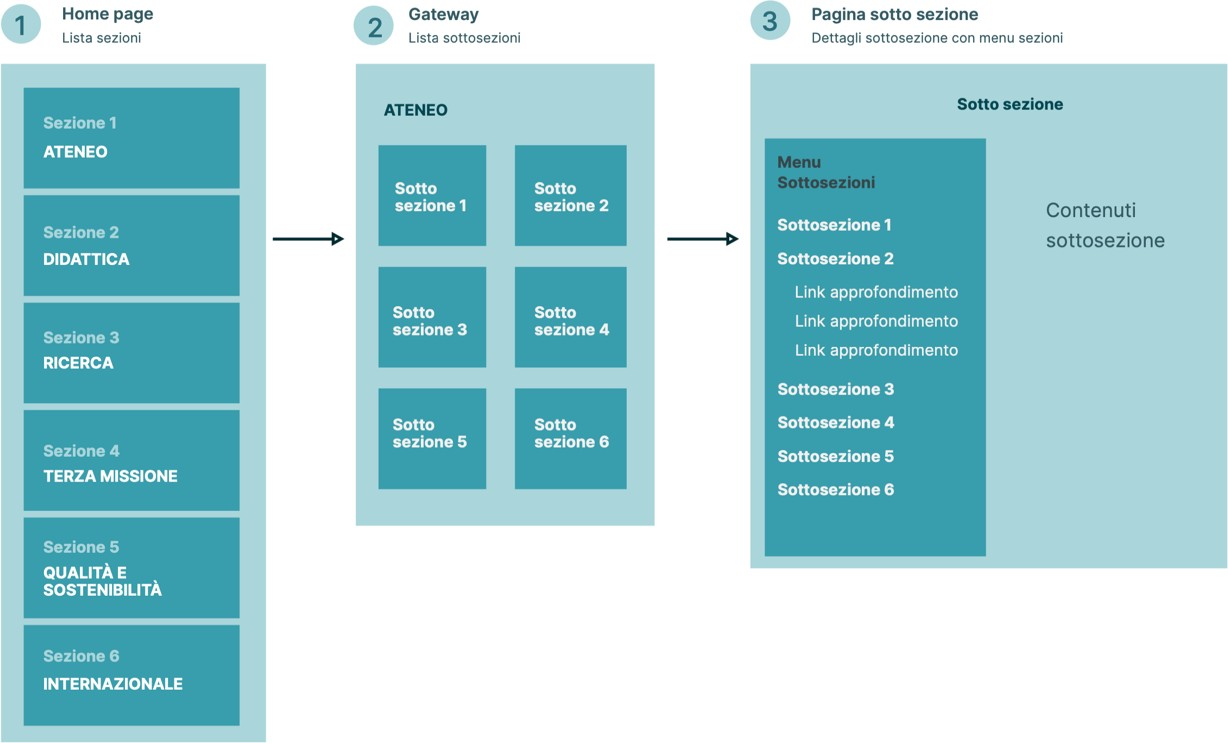 1
Home page
Lista sezioni
Sezione 1
ATENEO
Sezione 2
DIDATTICA
Sezione 3
RICERCA
Sezione 4
TERZA MISSIONE
Sezione 5
QUALITÀ E
SOSTENIBILITÀ
Sezione 6
INTERNAZIONALE
2
Gateway
Lista sottosezioni
ATENEO
Sotto
sezione 1
Sotto
sezione 2
Sotto
sezione 3
Sotto
sezione 4
Sotto
sezione 5
Sotto
sezione 6
3
Pagina sotto sezione
Dettagli sottosezione con menu sezioni
Sotto sezione
Menu
Sottosezioni
Sottosezione 1
Sottosezione 2
Link approfondimento
Link approfondimento
Link approfondimento
Sottosezione 3
Sottosezione 4
Sottosezione 5
Sottosezione 6
Contenuti
sottosezione